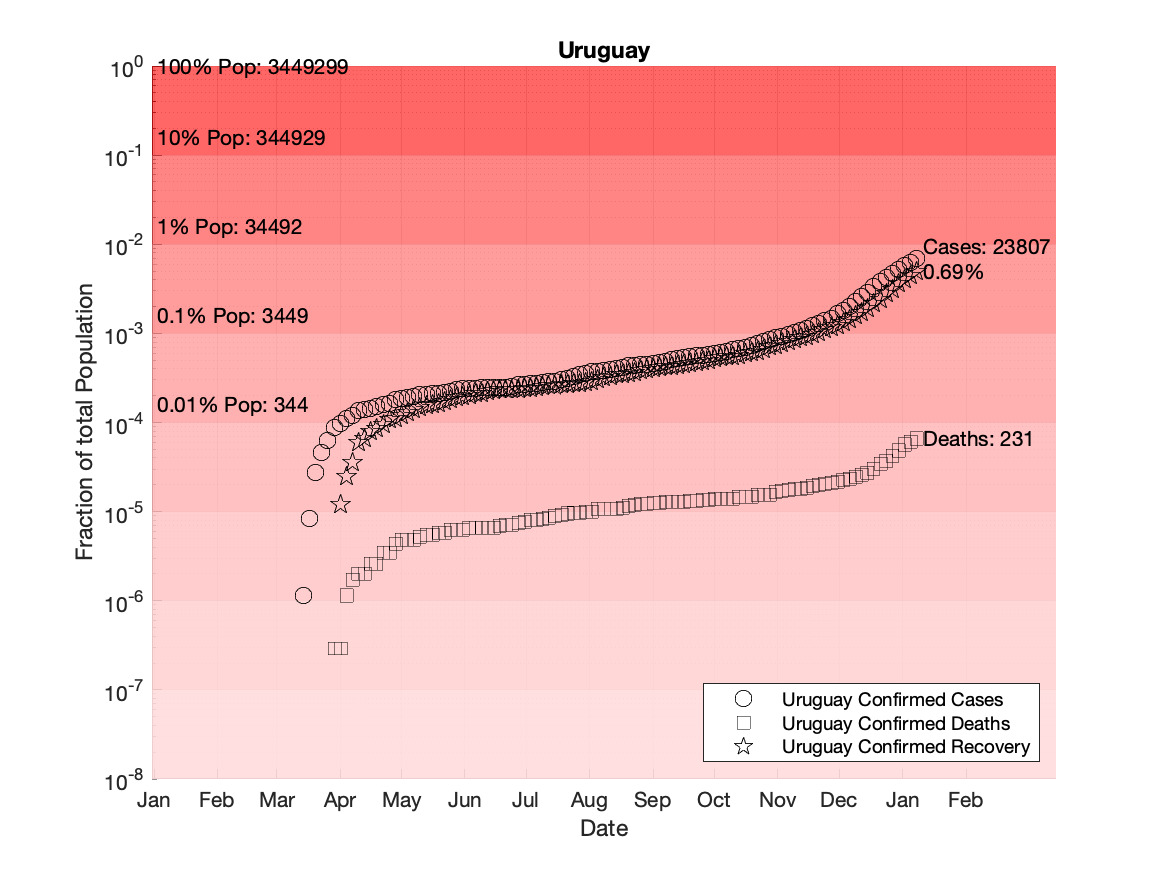 Uruguay
10^0
10^-1
10^-2
10^-3
10^-4
10^-5
10^-6
10^-7
10^-8
Fraction of total Population
100% Pop: 3449299
10% Pop: 344929
1% Pop: 34492
0.1% Pop: 3449
0.01% Pop: 344
Cases: 23807
0.69%
Deaths: 231
Uruguay Confirmed Cases
Uruguay Confirmed Deaths
Uruguay Confirmed Recovery
Jan Feb Mar Apr May Jun Jul Aug Sep Oct Nov Dec Jan Feb
Date